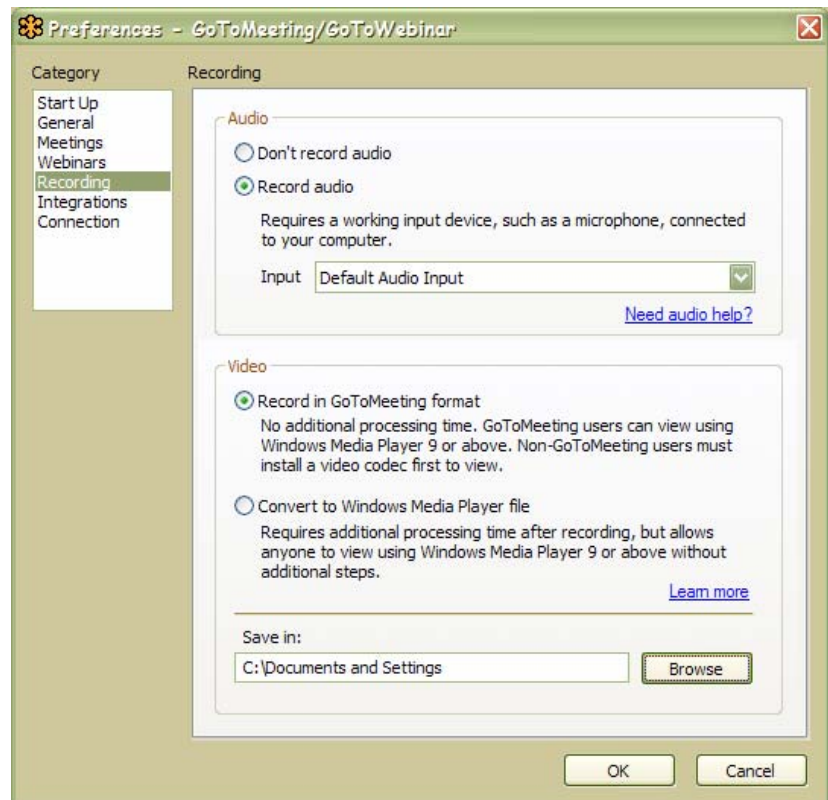 Preferences - GoToMeeting/GoToWebinar
Category
Start Up
General
Meetings
Webinars
Recording
Integrations
Connection
Recording
Audio
Don't record audio
Record audio
Requires a working input device, such as a microphone, connected
to your computer.
Input Default Audio Input
Need audio help?
Video
Record in GoToMeeting format
No additional processing time. GoToMeeting users can view using
Windows Media Player 9 or above. Non-GoToMeeting users must
install a video codec first to view.
Convert to Windows Media Player file
Requires additional processing time after recording, but allows
anyone to view using Windows Media Player 9 or above without
additional steps.
Learn more
Save in:
C:\Documents and Settings Browse
OK Cancel